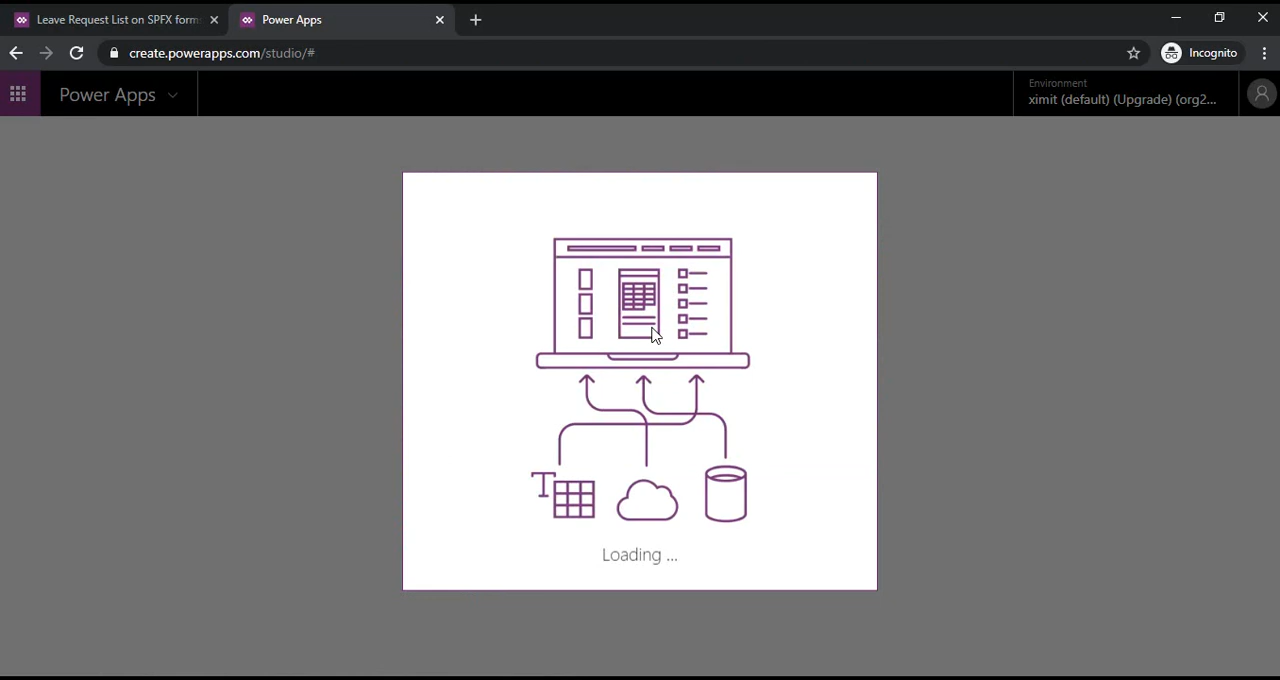 Leave Request List on SPFX form
Power Apps
create.powerapps.com/studio/#
Incognito
Power Apps
Environment
ximit (default) (Upgrade) (org2...
T
Loading ...